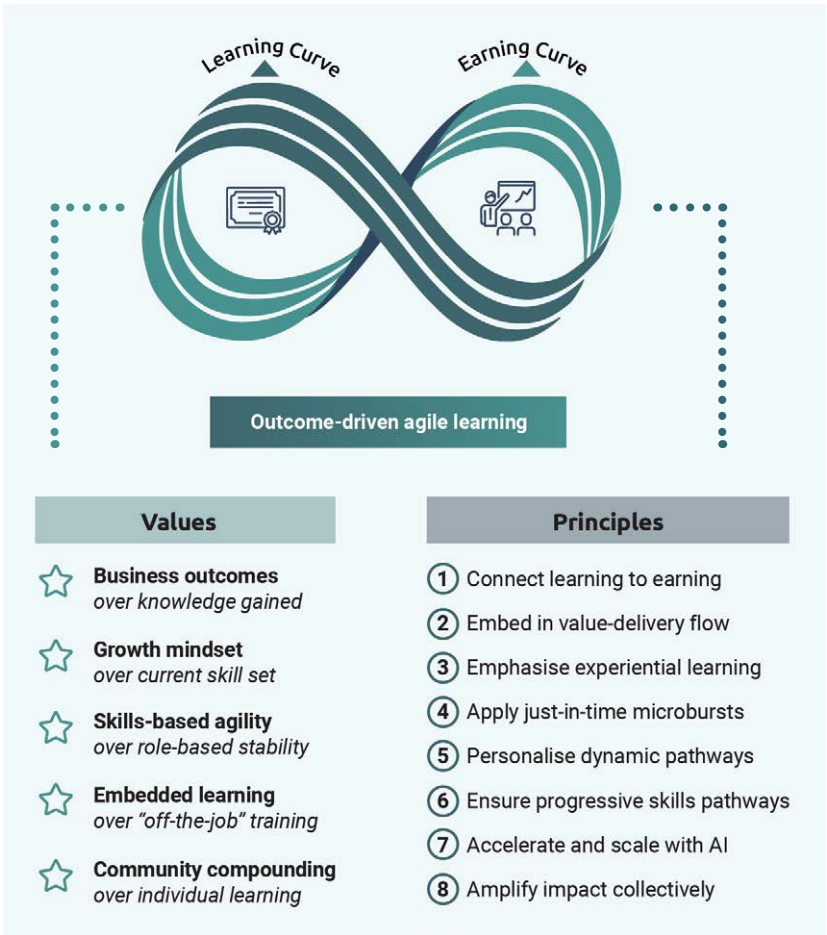 Learning Curve
Earning Curve
Outcome-driven agile learning
Values
Business outcomes
over knowledge gained
Growth mindset
over current skill set
Skills-based agility
over role-based stability
Embedded learning
over “off-the-job” training
Community compounding
over individual learning
Principles
1 Connect learning to earning
2 Embed in value-delivery flow
3 Emphasise experiential learning
4 Apply just-in-time microbursts
5 Personalise dynamic pathways
6 Ensure progressive skills pathways
7 Accelerate and scale with AI
8 Amplify impact collectively